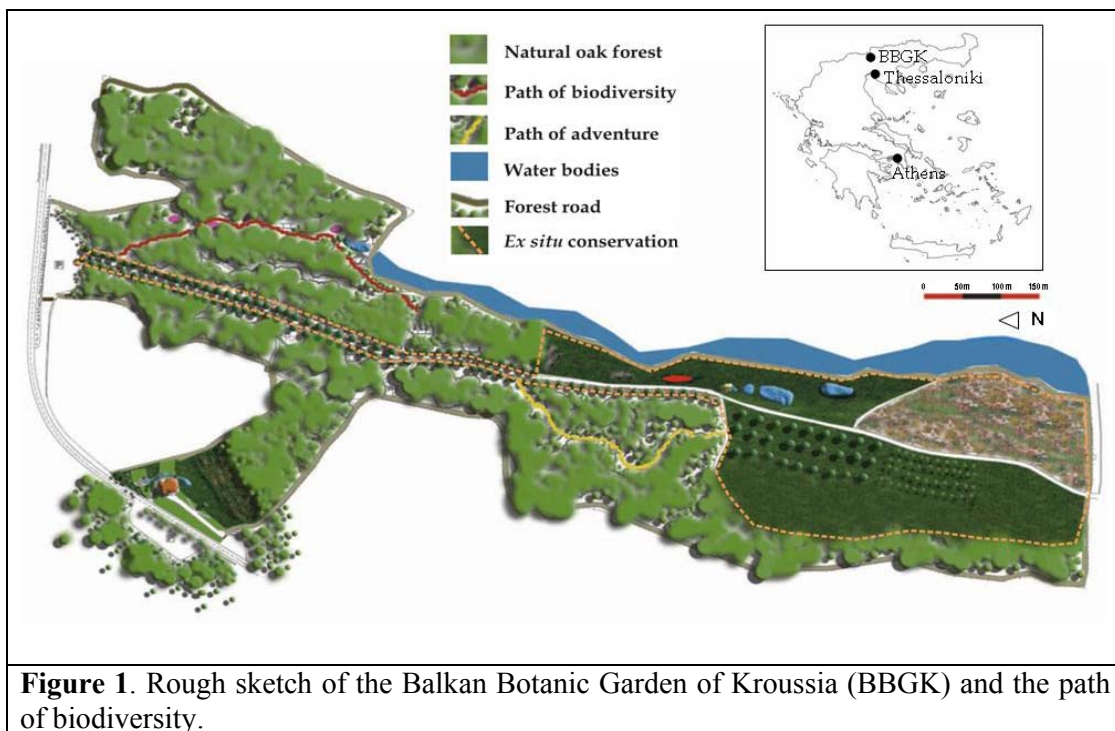 Natural oak forest
Path of biodiversity
Path of adventure
Water bodies
Forest road
Ex situ conservation
BBGK
Thessaloniki
Athens
0 50m 100m 150m
N
Figure 1. Rough sketch of the Balkan Botanic Garden of Kroussia (BBGK) and the path
of biodiversity.